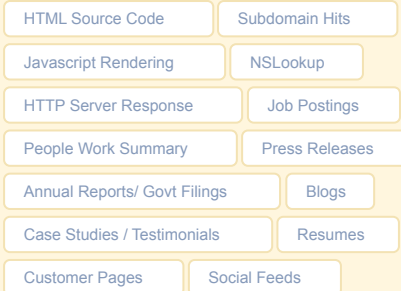 HTML Source Code Subdomain Hits
Javascript Rendering NSLookup
HTTP Server Response Job Postings
People Work Summary Press Releases
Annual Reports/ Govt Filings Blogs
Case Studies / Testimonials Resumes
Customer Pages Social Feeds